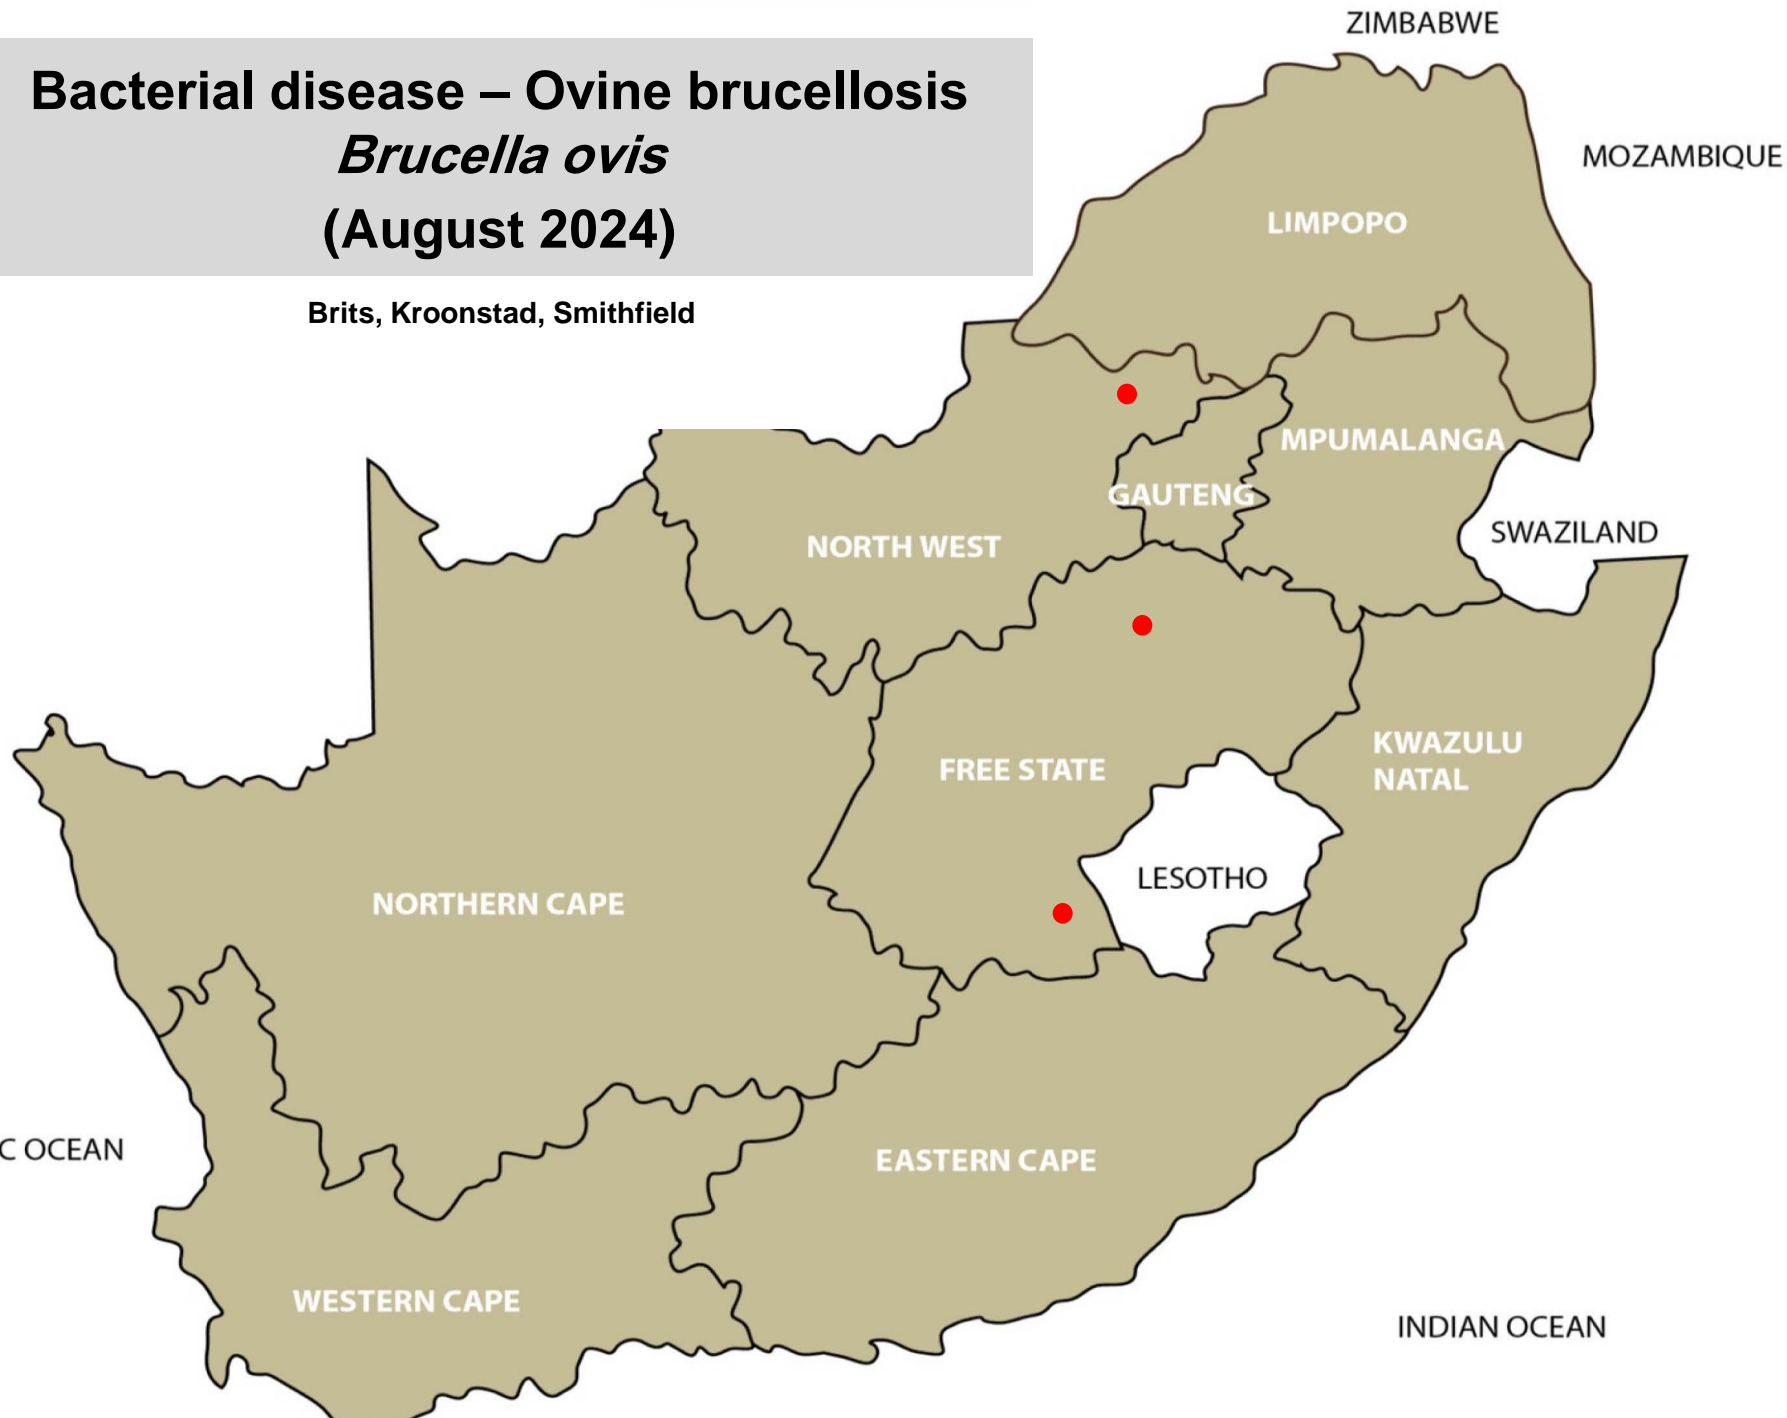 ZIMBABWE
Bacterial disease – Ovine brucellosis
Brucella ovis
(August 2024)
MOZAMBIQUE
LIMPOPO
Brits, Kroonstad, Smithfield
MPUMALANGA
GAUTENG
SWAZILAND
NORTH WEST
KWAZULU
NATAL
FREE STATE
LESOTHO
NORTHERN CAPE
C OCEAN
EASTERN CAPE
WESTERN CAPE
INDIAN OCEAN